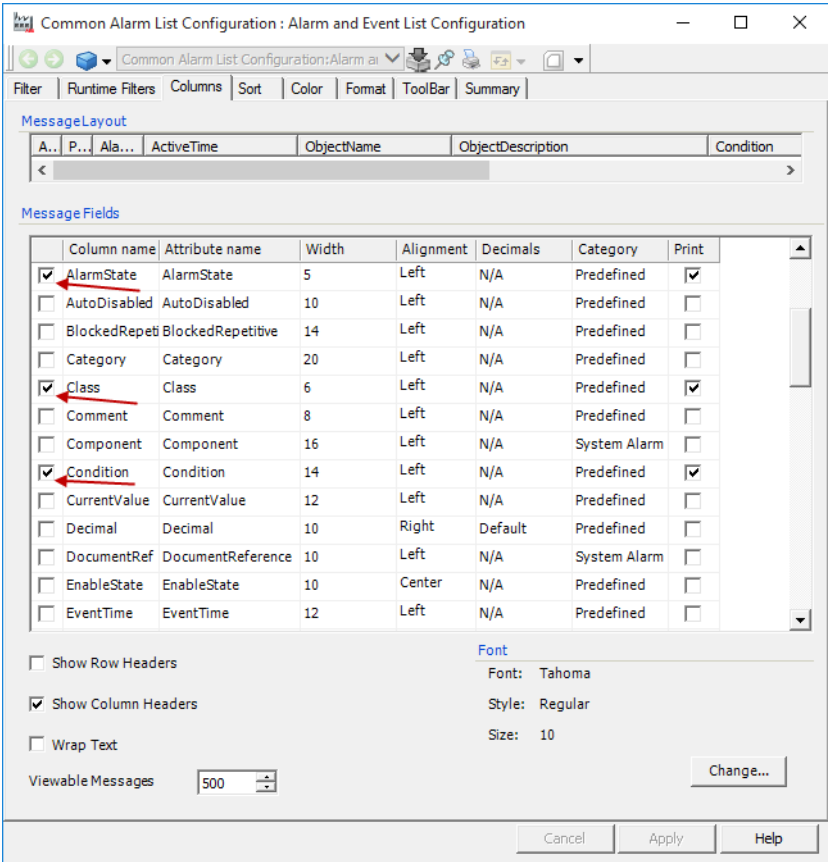 Common Alarm List Configuration : Alarm and Event List Configuration
Common Alarm List Configuration:Alarm ar
Filter Runtime Filters Columns Sort Color Format ToolBar Summary
MessageLayout
A... P... Ala... ActiveTime ObjectName ObjectDescription Condition
Message Fields
Column name Attribute name Width Alignment Decimals Category Print
AlarmState AlarmState 5 Left N/A Predefined
AutoDisabled AutoDisabled 10 Left N/A Predefined
BlockedRepeti BlockedRepetitive 14 Left N/A Predefined
Category Category 20 Left N/A Predefined
Class Class 6 Left N/A Predefined
Comment Comment 8 Left N/A Predefined
Component Component 16 Left N/A System Alarm
Condition Condition 14 Left N/A Predefined
CurrentValue CurrentValue 12 Left N/A Predefined
Decimal Decimal 10 Right Default Predefined
DocumentRef DocumentReference 10 Left N/A System Alarm
EnableState EnableState 10 Center N/A Predefined
EventTime EventTime 12 Left N/A Predefined
Show Row Headers
Show Column Headers
Wrap Text
Viewable Messages 500
Font
Font: Tahoma
Style: Regular
Size: 10
Change...
Cancel Apply Help